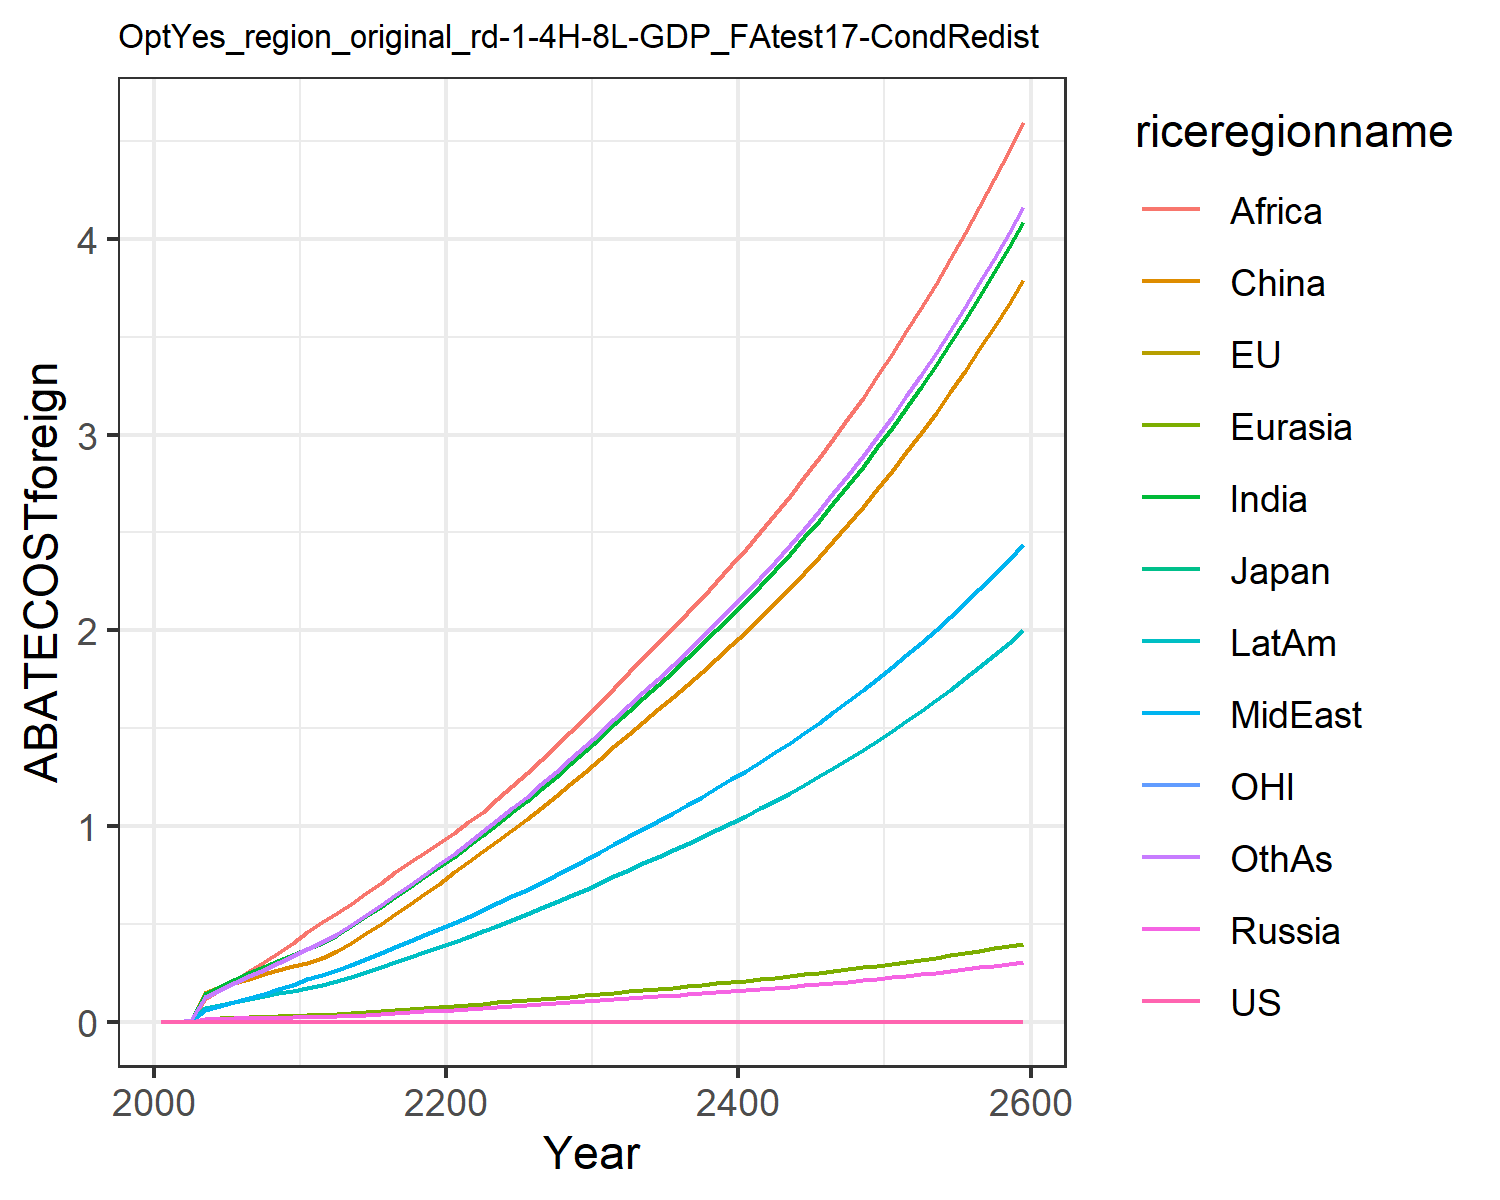 OptYes_region_original_rd-1-4H-8L-GDP_FAtest17-CondRedist
ABATECOSTforeign
4
3
2
1
0
2000
2200
2400
2600
Year
riceregionname
Africa
China
EU
Eurasia
India
Japan
LatAm
MidEast
OHI
OthAs
Russia
US